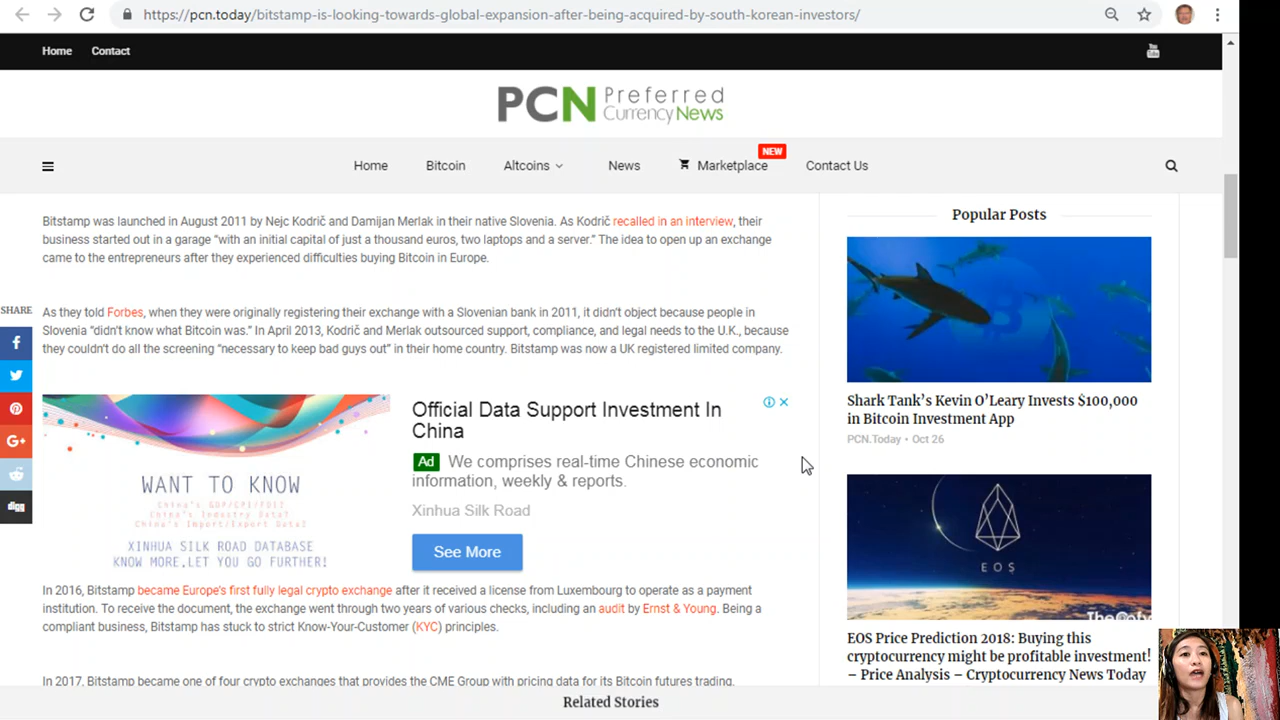 https://pcn.today/bitstamp-is-looking-towards-global-expansion-after-being-acquired-by-south-korean-investors/
Home Contact
You Tube
PCN Preferred
Currency News
NEW
Home Bitcoin Altcoins News Marketplace Contact Us
Bitstamp was launched in August 2011 by Nejc Kodrič and Damijan Merlak in their native Slovenia. As Kodrič recalled in an interview, their
business started out in a garage “with an initial capital of just a thousand euros, two laptops and a server.” The idea to open up an exchange
came to the entrepreneurs after they experienced difficulties buying Bitcoin in Europe.
SHARE
As they told Forbes, when they were originally registering their exchange with a Slovenian bank in 2011, it didn't object because people in
Slovenia “didn't know what Bitcoin was.” In April 2013, Kodrič and Merlak outsourced support, compliance, and legal needs to the U.K., because
they couldn't do all the screening “necessary to keep bad guys out” in their home country. Bitstamp was now a UK registered limited company.
f
G+
digg
WANT TO KNOW
China's GDP/CPI/FDI?
China's Industry Data?
China's Import/Export Data?
XINHUA SILK ROAD DATABASE
KNOW MORE,LET YOU GO FURTHER!
Official Data Support Investment In
China
Ad We comprises real-time Chinese economic
information, weekly & reports.
Xinhua Silk Road
See More
In 2016, Bitstamp became Europe's first fully legal crypto exchange after it received a license from Luxembourg to operate as a payment
institution. To receive the document, the exchange went through two years of various checks, including an audit by Ernst & Young. Being a
compliant business, Bitstamp has stuck to strict Know-Your-Customer (KYC) principles.
In 2017, Bitstamp became one of four crypto exchanges that provides the CME Group with pricing data for its Bitcoin futures trading.
Popular Posts
Shark Tank's Kevin O'Leary Invests $100,000
in Bitcoin Investment App
PCN.Today • Oct 26
EOS
EOS Price Prediction 2018: Buying this
cryptocurrency might be profitable investment!
– Price Analysis – Cryptocurrency News Today
Related Stories